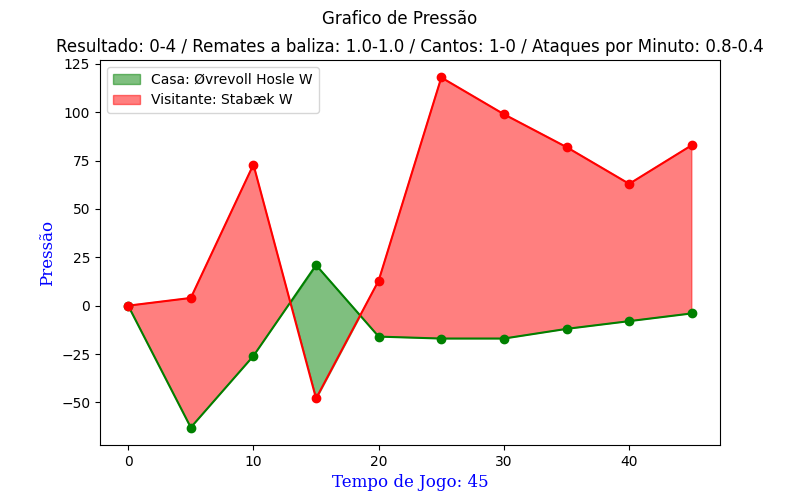 Grafico de Pressão
Resultado: 0-4 / Remates a baliza: 1.0-1.0 / Cantos: 1-0 / Ataques por Minuto: 0.8-0.4
Casa: Øvrevoll Hosle W
Visitante: Stabæk W
Pressão
125
100
75
50
25
0
−25
−50
0 10 20 30 40
Tempo de Jogo: 45